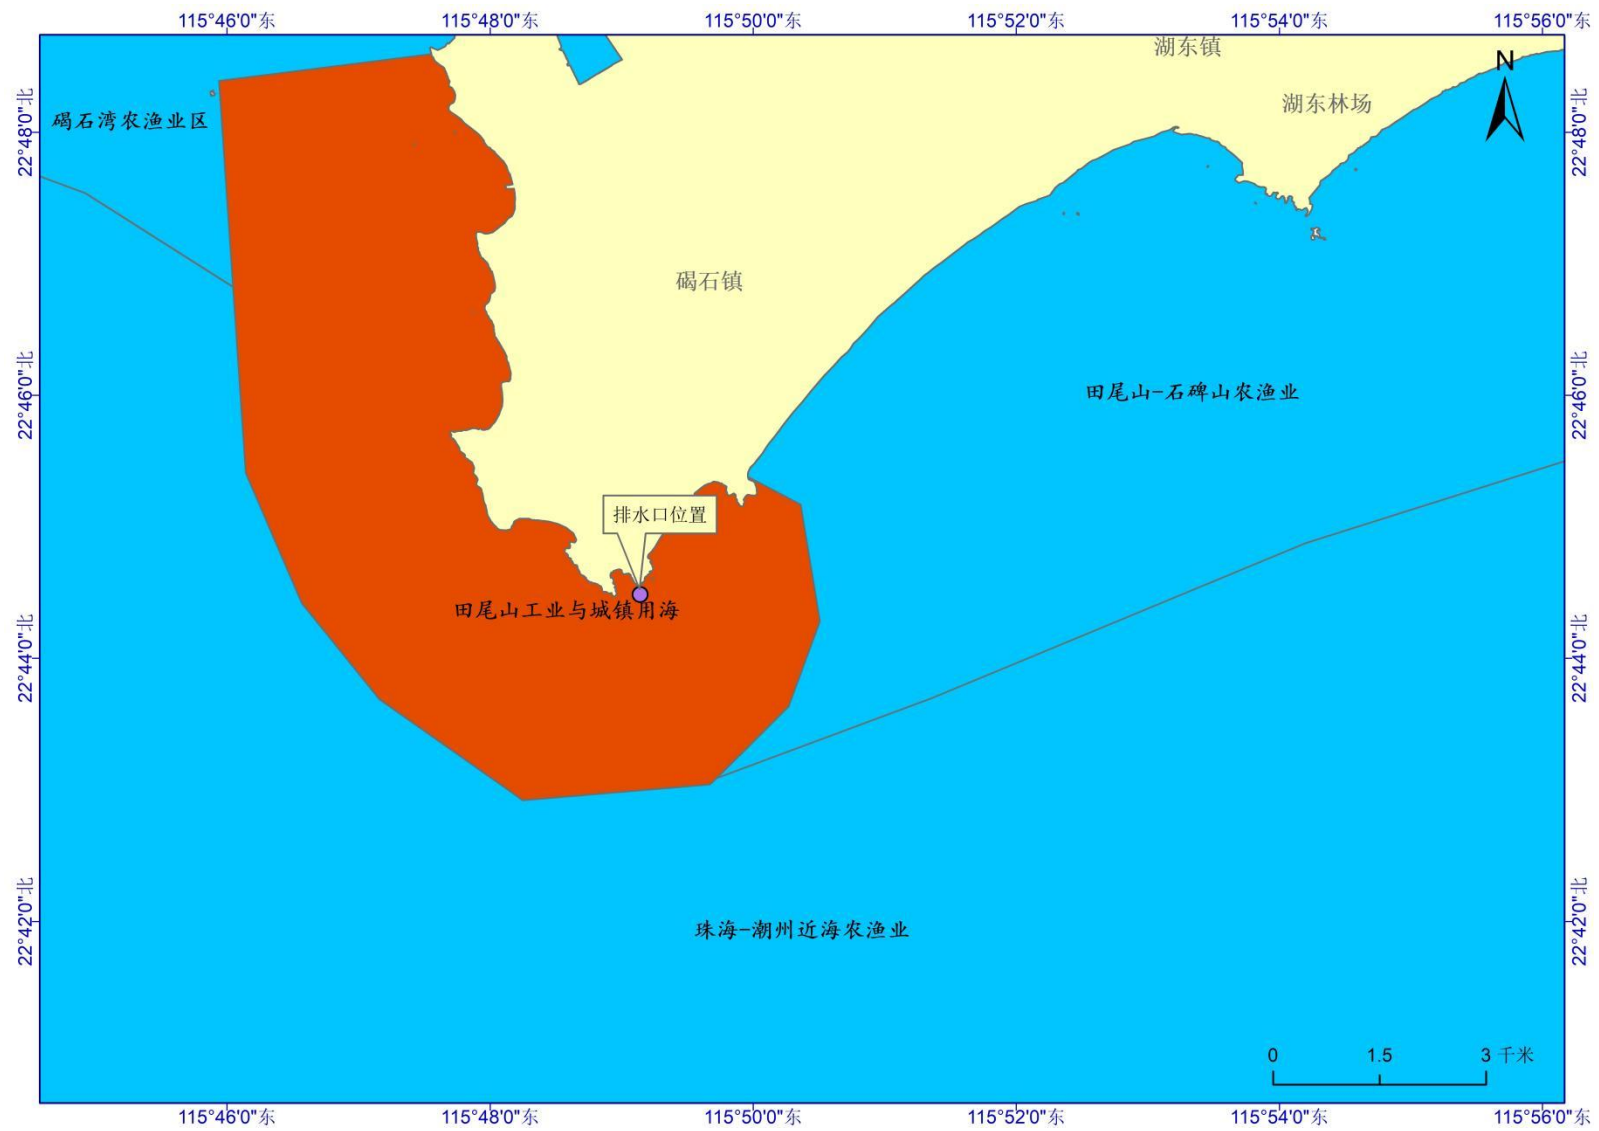 115°46'0"东
115°48'0"东
115°50'0"东
115°52'0"东
115°54'0"东
115°56'0"东
湖东镇
N
湖东林场
22°48'0"北
碣石湾农渔业区
22°48'0"北
碣石镇
22°46'0"北
田尾山-石碑山农渔业
22°46'0"北
排水口位置
田尾山工业与城镇用海
22°44'0"北
22°44'0"北
22°42'0"北
珠海-潮州近海农渔业
22°42'0"北
0 1.5 3 千米
115°46'0"东
115°48'0"东
115°50'0"东
115°52'0"东
115°54'0"东
115°56'0"东